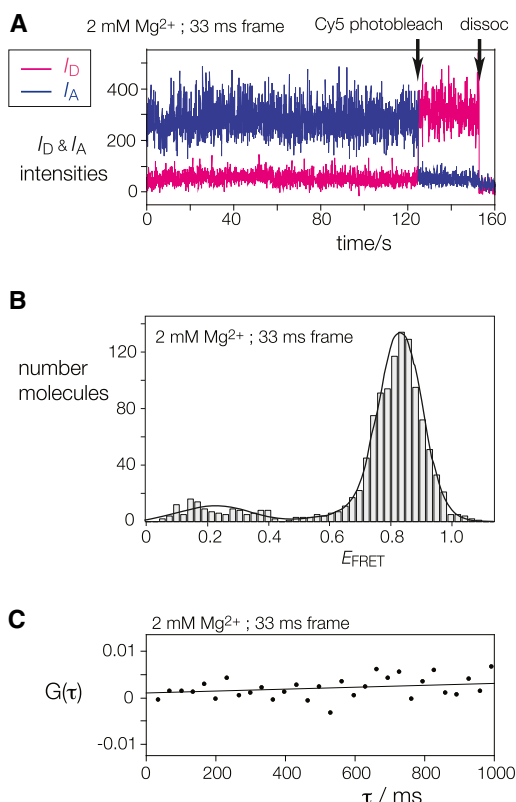 A
2 mM Mg2+ ; 33 ms frame
Cy5 photobleach
dissoc
ID
IA
ID & IA
intensities
400
200
0
0 40 80 120 160
time/s
B
2 mM Mg2+ ; 33 ms frame
number
molecules
120
80
40
0
0 0.2 0.4 0.6 0.8 1.0
EFRET
C
2 mM Mg2+ ; 33 ms frame
G(τ)
0.01
0
-0.01
0 200 400 600 800 1000
τ / ms